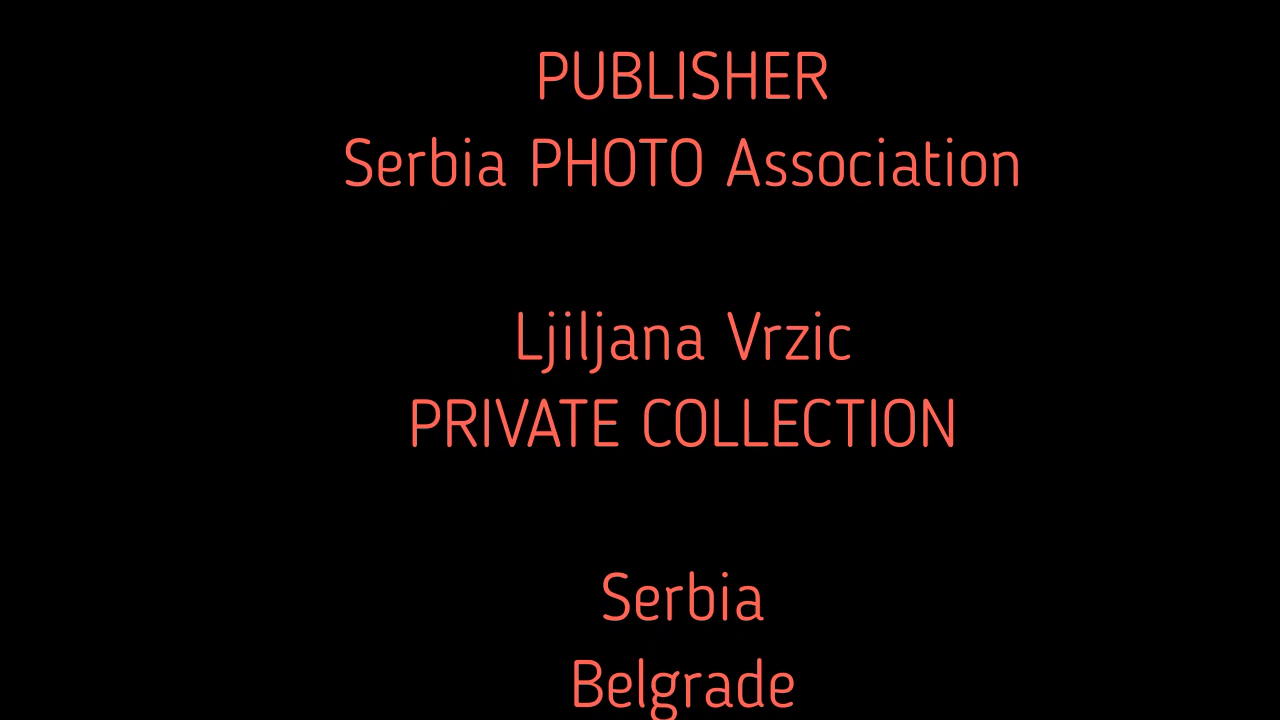 PUBLISHER
Serbia PHOTO Association
Ljiljana Vrzic
PRIVATE COLLECTION
Serbia
Belgrade